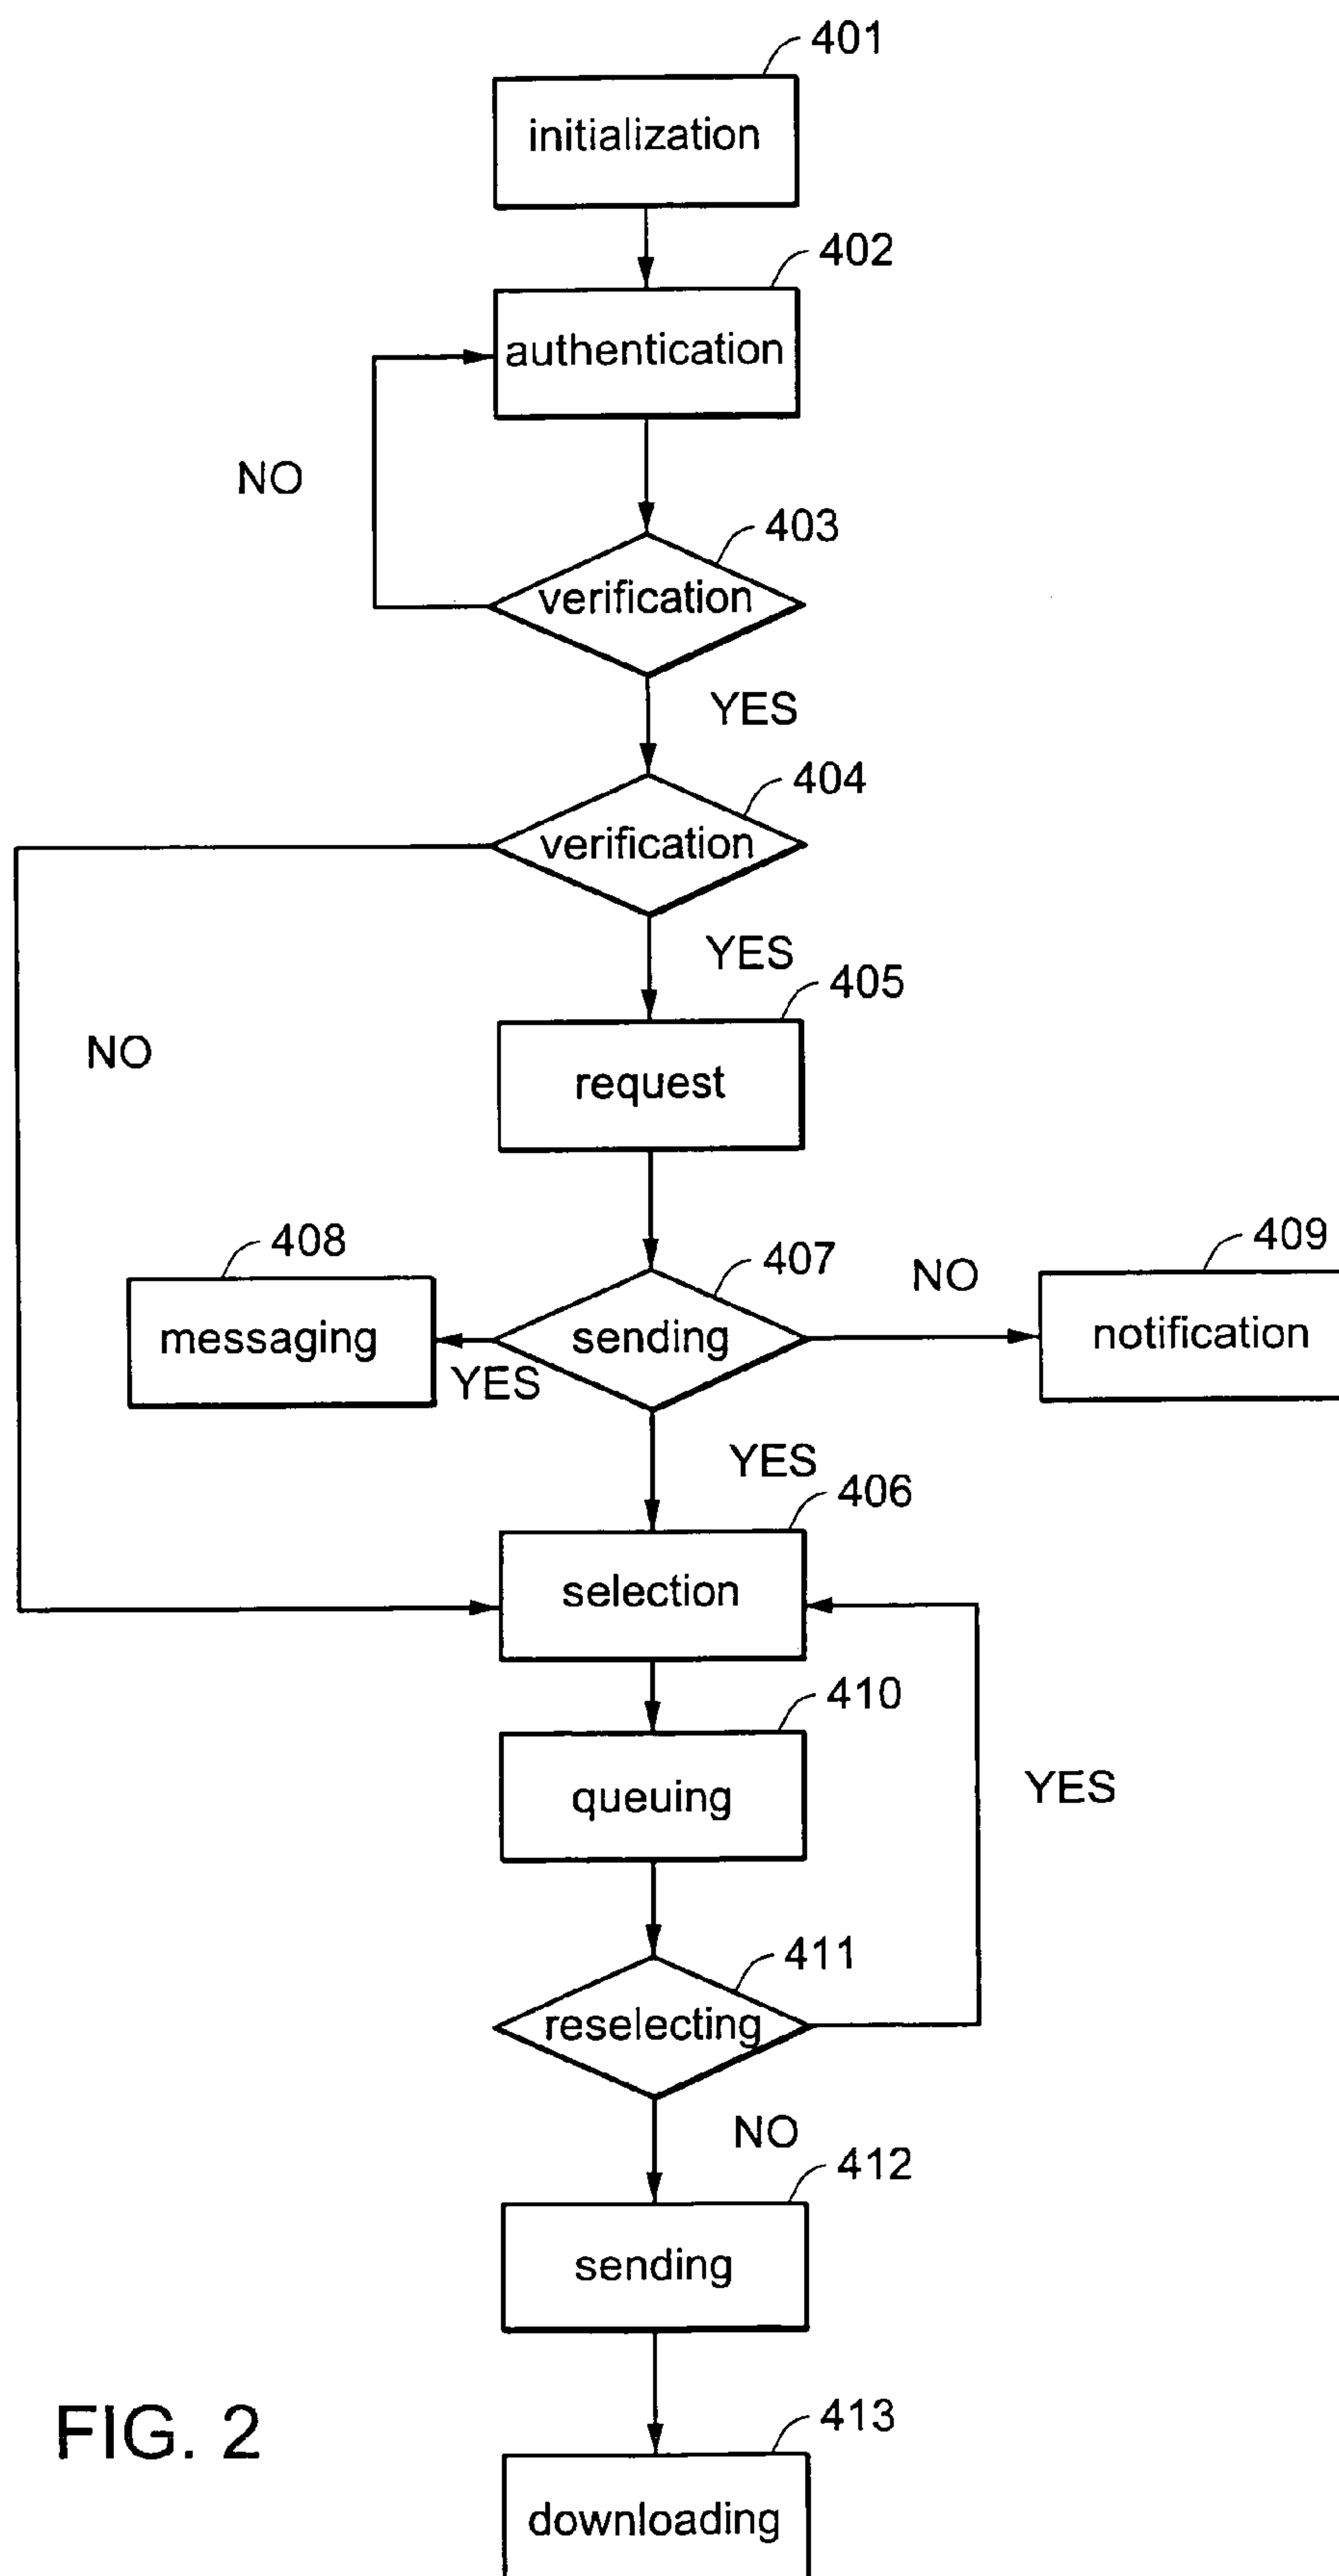 401
initialization
402
authentication
NO
403
verification
YES
404
verification
YES
405
NO
request
408
407
NO
409
messaging
YES
sending
notification
YES
406
selection
410
YES
queuing
411
reselecting
NO
412
sending
413
FIG. 2
downloading